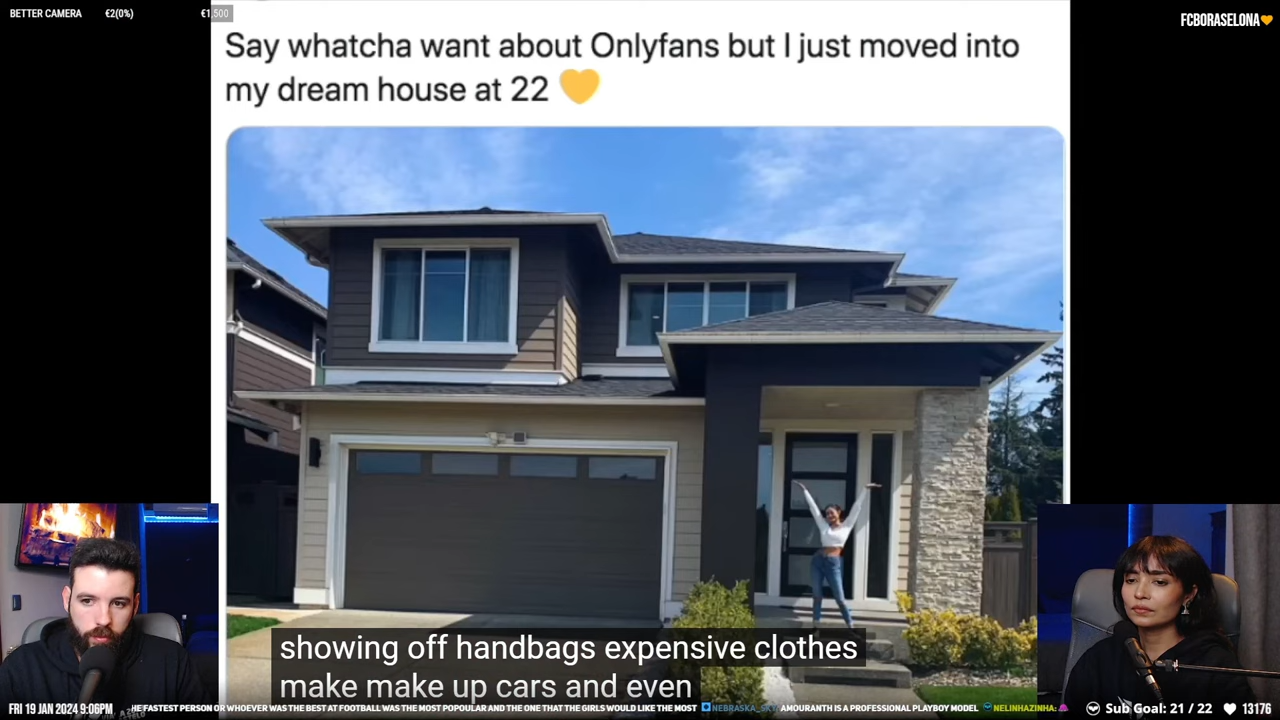 BETTER CAMERA €2(0%) €1,500
FCBORASELONA🧡
Say whatcha want about Onlyfans but I just moved into
my dream house at 22 💛
showing off handbags expensive clothes
make make up cars and even
FRI 19 JAN 2024 9:06PM
HE FASTEST PERSON OR WHOEVER WAS THE BEST AT FOOTBALL WAS THE MOST POPOULAR AND THE ONE THAT THE GIRLS WOULD LIKE THE MOST NEBRASKA_SKY: AMOURANTH IS A PROFESSIONAL PLAYBOY MODEL NELINHAZINHA:
Sub Goal: 21 / 22 13176